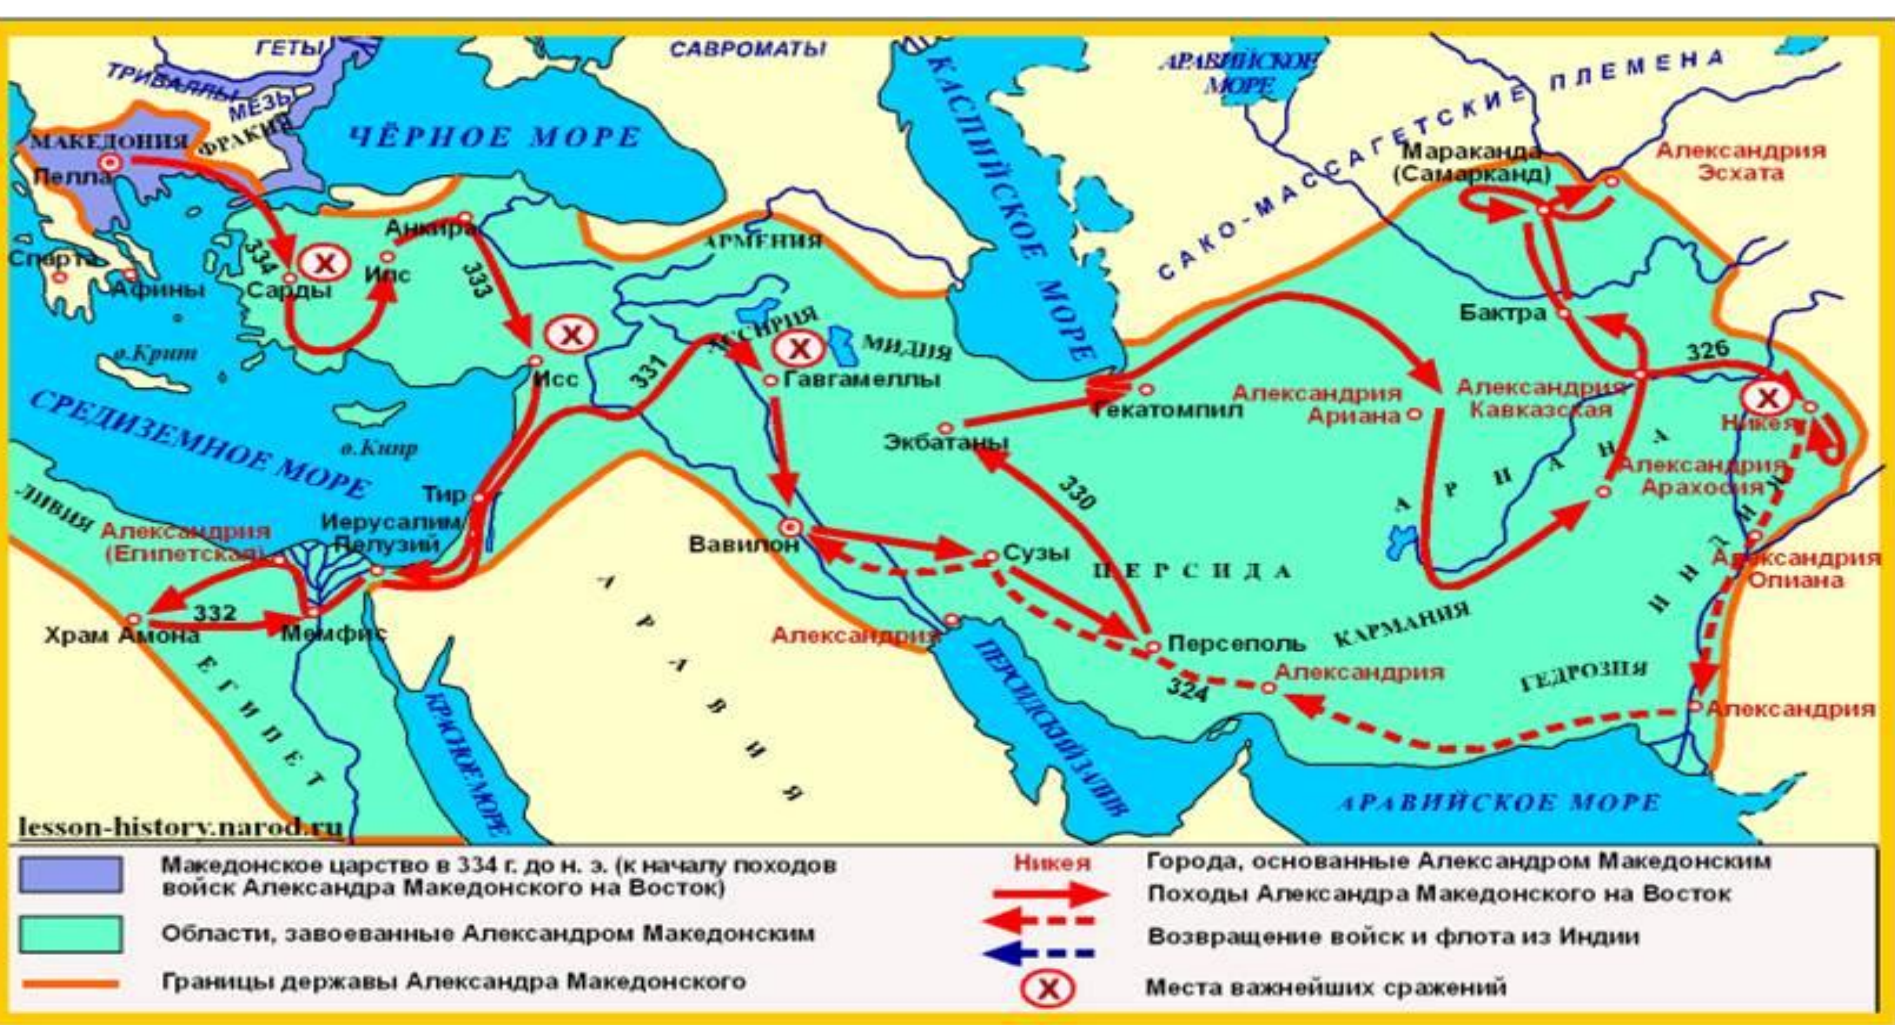 ГЕТЫ
САВРОМАТЫ
ТРИБАЛЛЫ
МЕЗЫ
ФРАКИЯ
МАКЕДОНИЯ
Пелла
ЧЁРНОЕ МОРЕ
КАСПИЙСКОЕ МОРЕ
АРАВИЙСКОЕ
МОРЕ
САКО-МАССАГЕТСКИЕ ПЛЕМЕНА
Мараканда
(Самарканд)
Александрия
Эсхата
Спарта
Афины
334
Сарды
X
Ипс
Анкира
333
АРМЕНИЯ
X
Исс
331
АССИРИЯ
X
МИДИЯ
Гавгамеллы
Бактра
326
X
Никея
о.Крит
СРЕДИЗЕМНОЕ МОРЕ
о.Кипр
Экбатаны
Гекатомпил
Александрия
Ариана
Александрия
Кавказская
АРИАНА
Александрия
Арахосия
ИНДИЯ
Тир
Иерусалим
Пелузий
ЛИВИЯ
Александрия
(Египетская)
332
Храм Амона
Мемфис
ЕГИПЕТ
КРАСНОЕ МОРЕ
АРАВИЯ
Вавилон
Сузы
330
ПЕРСИДА
Персеполь
КАРМАНИЯ
ГЕДРОЗИЯ
Александрия
Опиана
Александрия
Александрия
324
Александрия
ПЕРСИДСКИЙ ЗАЛИВ
АРАВИЙСКОЕ МОРЕ
lesson-history.narod.ru
Македонское царство в 334 г. до н. э. (к началу походов
войск Александра Македонского на Восток)
Области, завоеванные Александром Македонским
Границы державы Александра Македонского
Никея
Города, основанные Александром Македонским
Походы Александра Македонского на Восток
Возвращение войск и флота из Индии
X
Места важнейших сражений